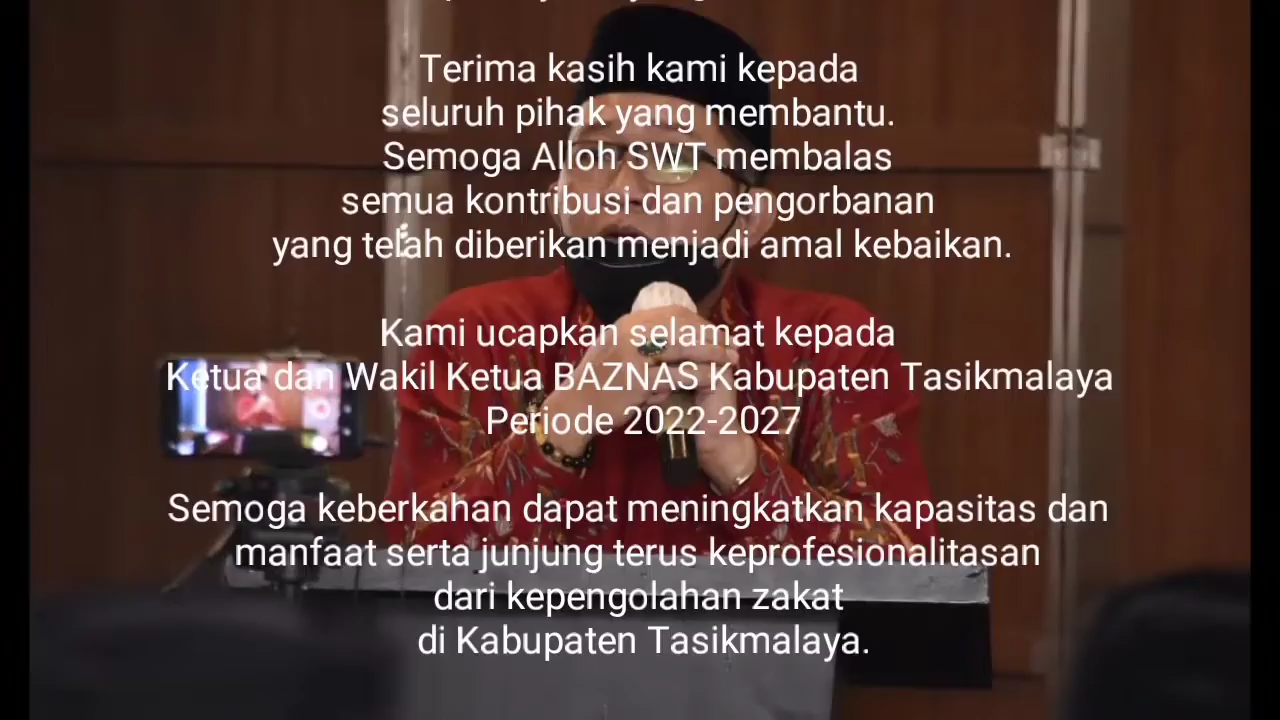 Terima kasih kami kepada
seluruh pihak yang membantu.
Semoga Alloh SWT membalas
semua kontribusi dan pengorbanan
yang telah diberikan menjadi amal kebaikan.
Kami ucapkan selamat kepada
Ketua dan Wakil Ketua BAZNAS Kabupaten Tasikmalaya
Periode 2022-2027
Semoga keberkahan dapat meningkatkan kapasitas dan
manfaat serta junjung terus keprofesionalitasan
dari kepengolahan zakat
di Kabupaten Tasikmalaya.